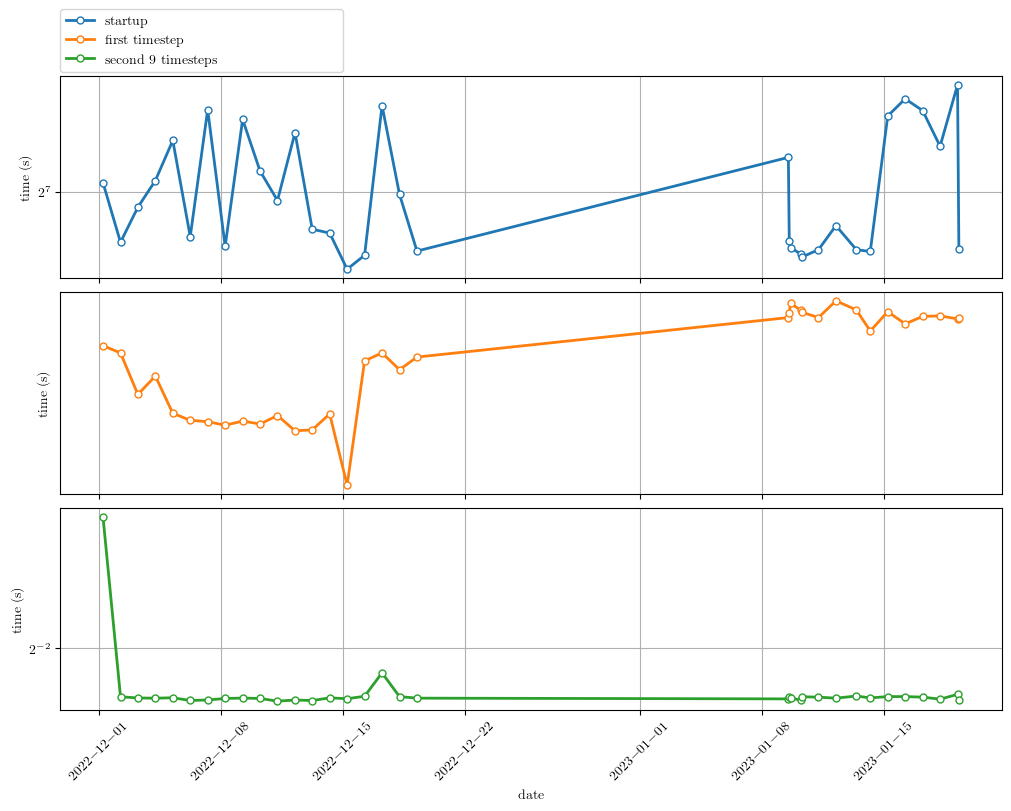 startup
first timestep
second 9 timesteps
time (s)
2^7
time (s)
time (s)
2^{-2}
2022−12−01
2022−12−08
2022−12−15
2022−12−22
2023−01−01
2023−01−08
2023−01−15
date